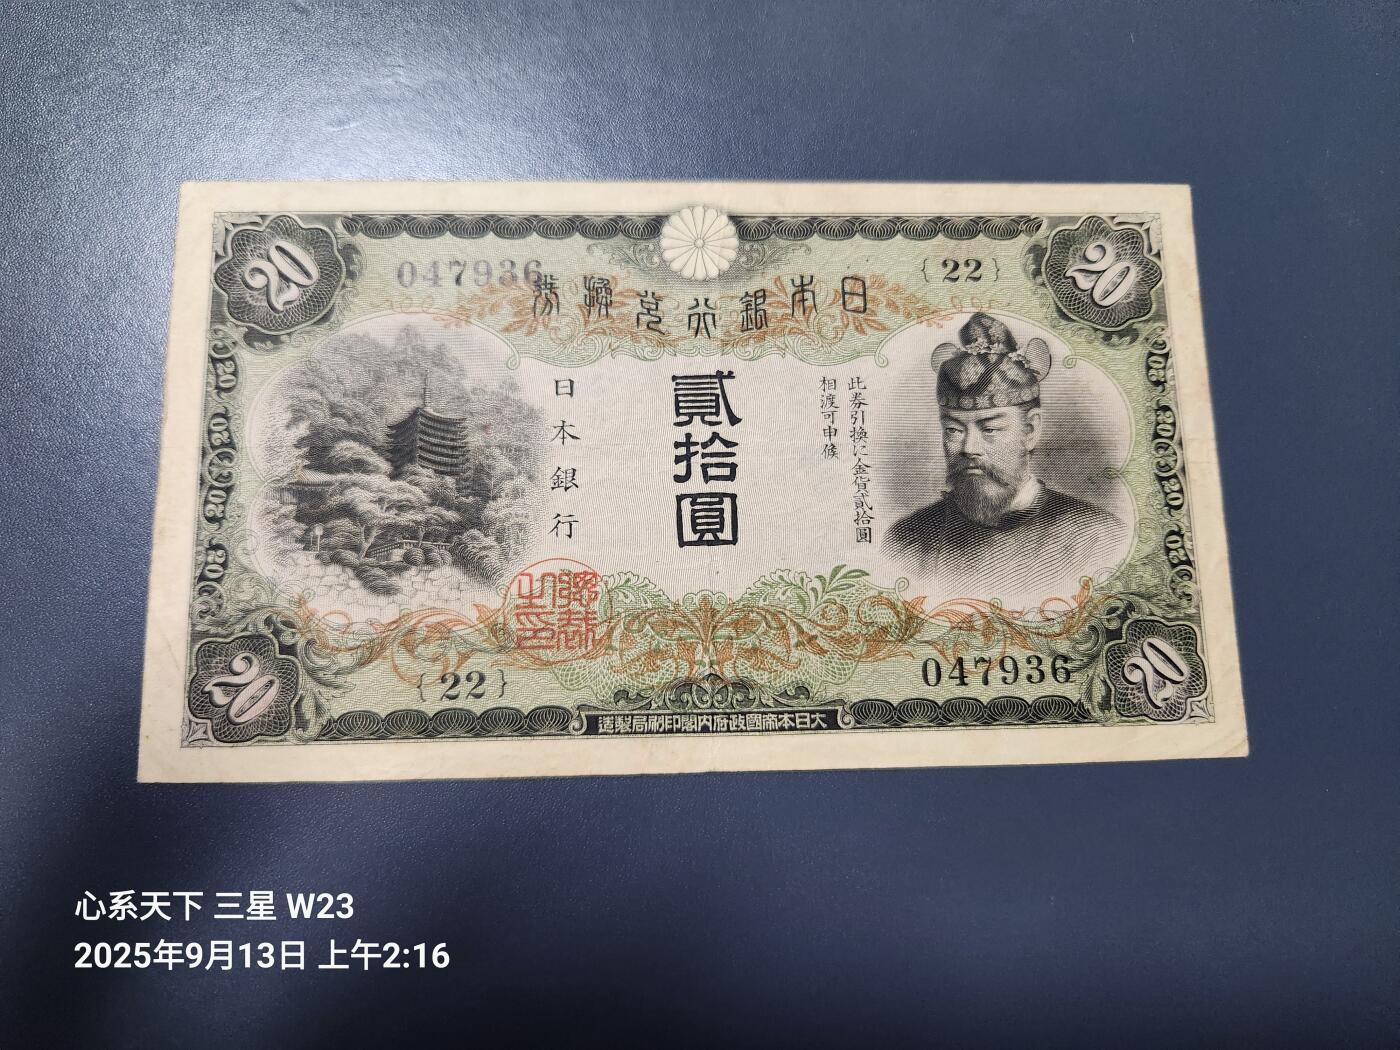 20
20
047936
{22}
日本銀行兌換券
日本銀行
貳拾圓
此券引換に金貨貳拾圓
相渡可申候
{22}
047936
20
20
大日本帝國政府内閣印刷局製造
心系天下 三星 W23
2025年9月13日 上午2:16